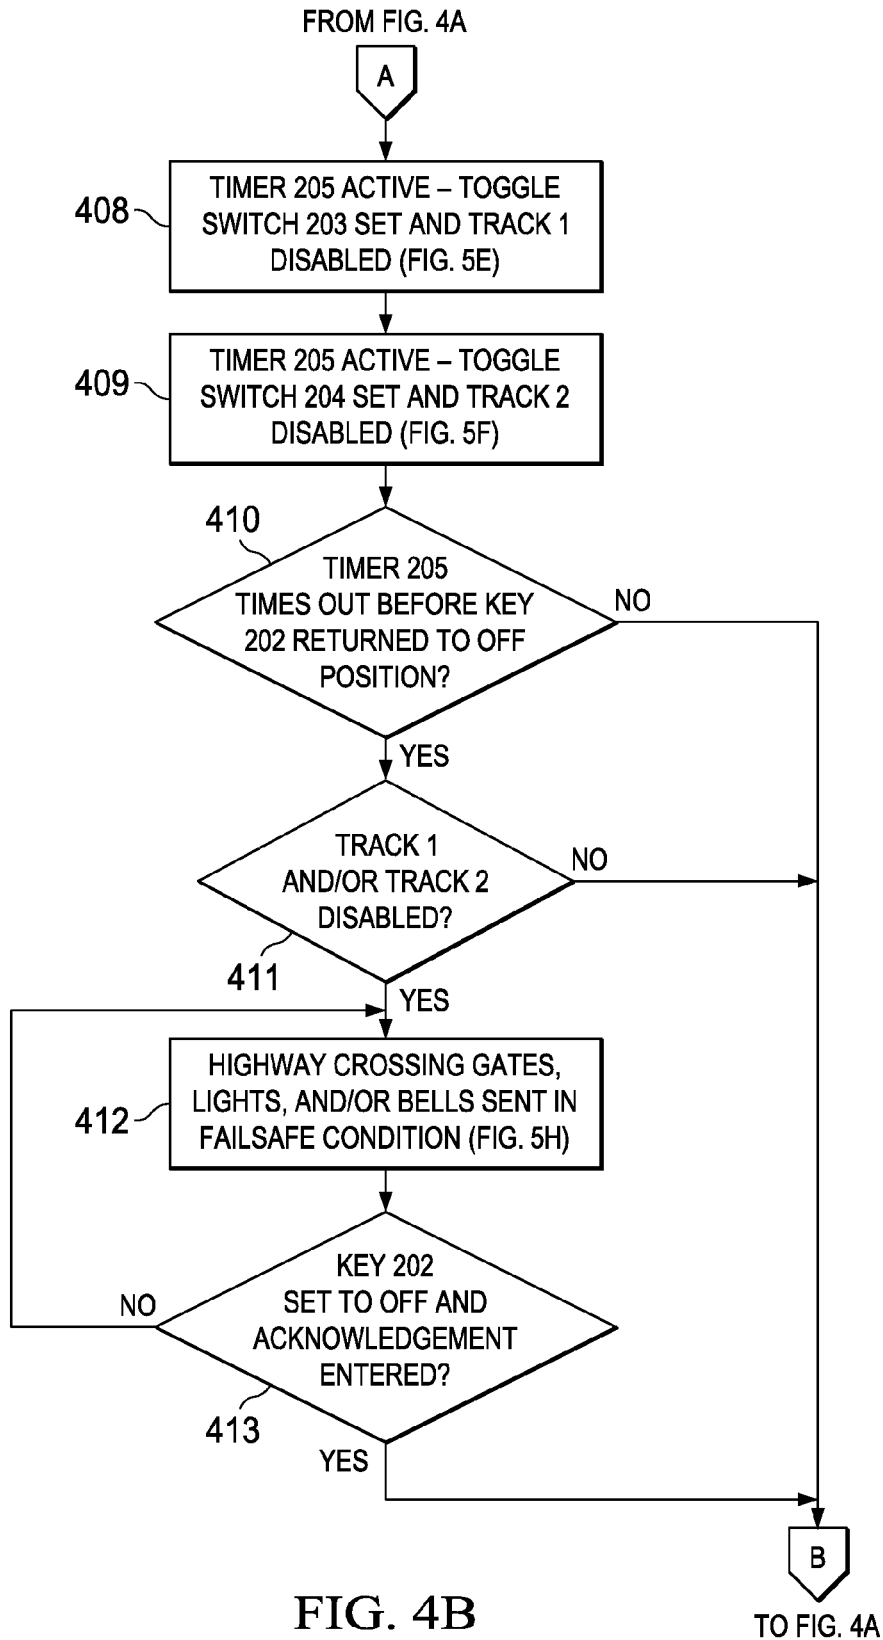 FROM FIG. 4A
A
408
TIMER 205 ACTIVE – TOGGLE
SWITCH 203 SET AND TRACK 1
DISABLED (FIG. 5E)
409
TIMER 205 ACTIVE – TOGGLE
SWITCH 204 SET AND TRACK 2
DISABLED (FIG. 5F)
410
TIMER 205
TIMES OUT BEFORE KEY
202 RETURNED TO OFF
POSITION?
NO
YES
TRACK 1
AND/OR TRACK 2
DISABLED?
NO
411
YES
412
HIGHWAY CROSSING GATES,
LIGHTS, AND/OR BELLS SENT IN
FAILSAFE CONDITION (FIG. 5H)
KEY 202
SET TO OFF AND
ACKNOWLEDGEMENT
ENTERED?
NO
413
YES
B
TO FIG. 4A
FIG. 4B